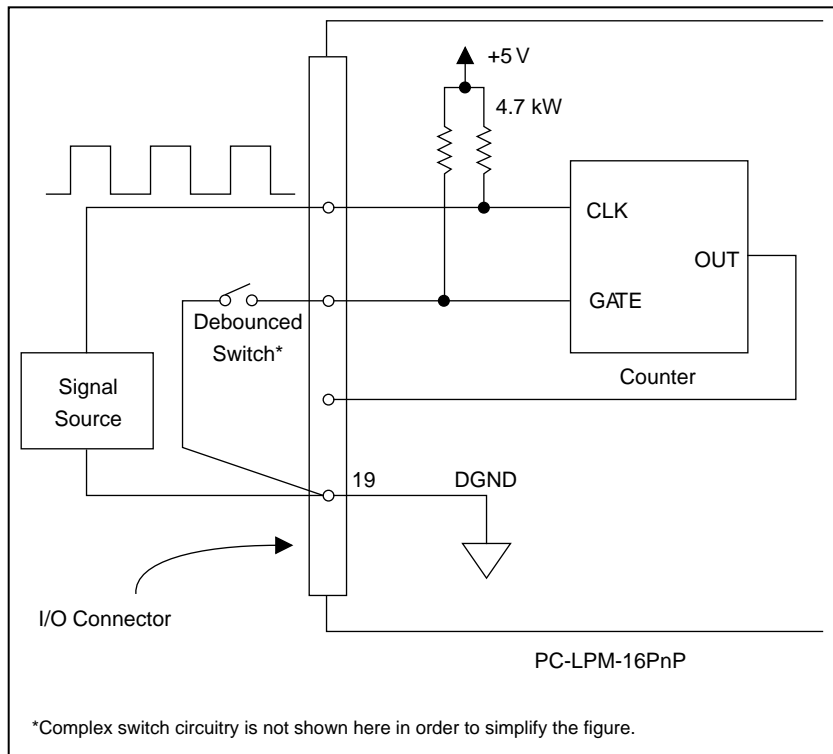 +5 V
4.7 kW
CLK
OUT
GATE
Debounced
Switch*
Counter
Signal
Source
19
DGND
I/O Connector
PC-LPM-16PnP
*Complex switch circuitry is not shown here in order to simplify the figure.